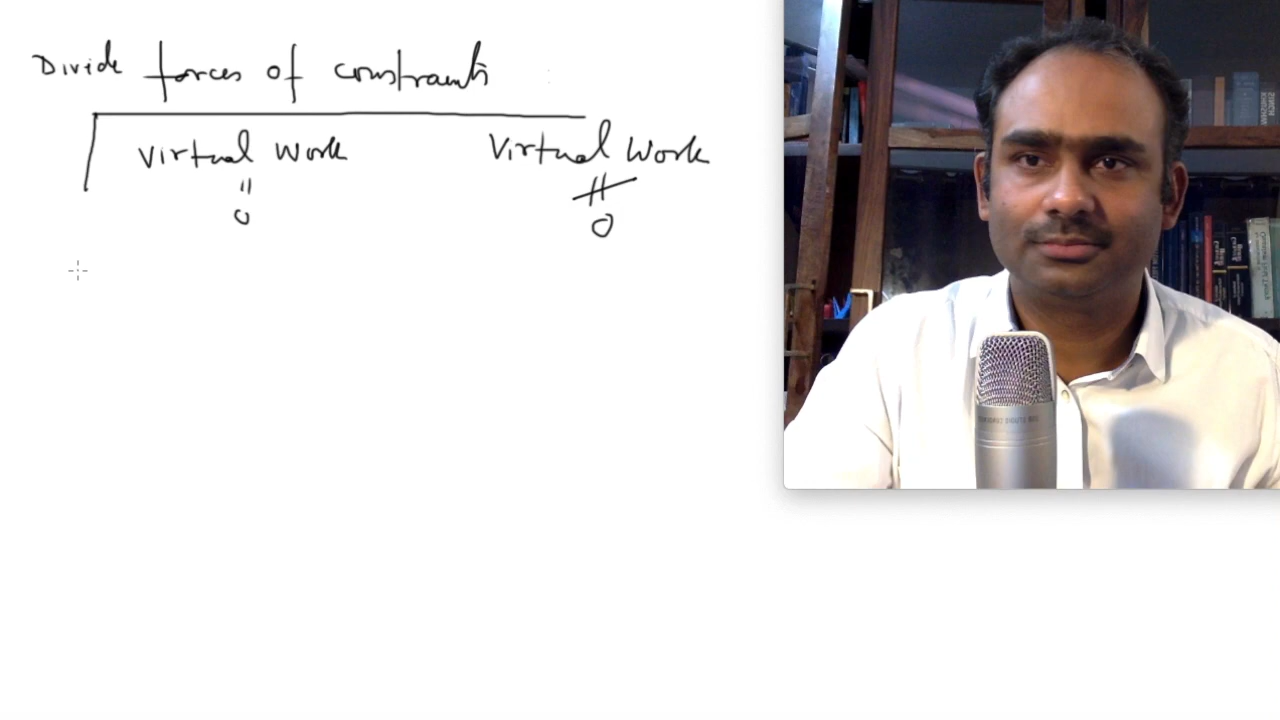 Divide forces of constraints
Virtual Work Virtual Work
= ≠
0 0